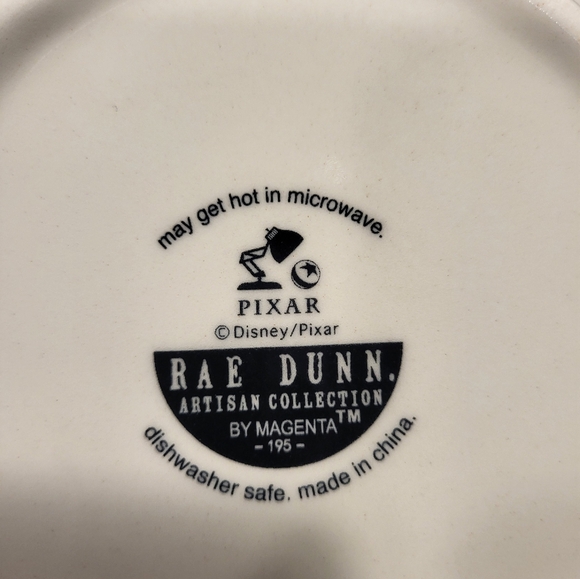 may get hot in microwave.
PIXAR
©Disney/Pixar
RAE DUNN.
ARTISAN COLLECTION
BY MAGENTA™
- 195 -
dishwasher safe. made in china.